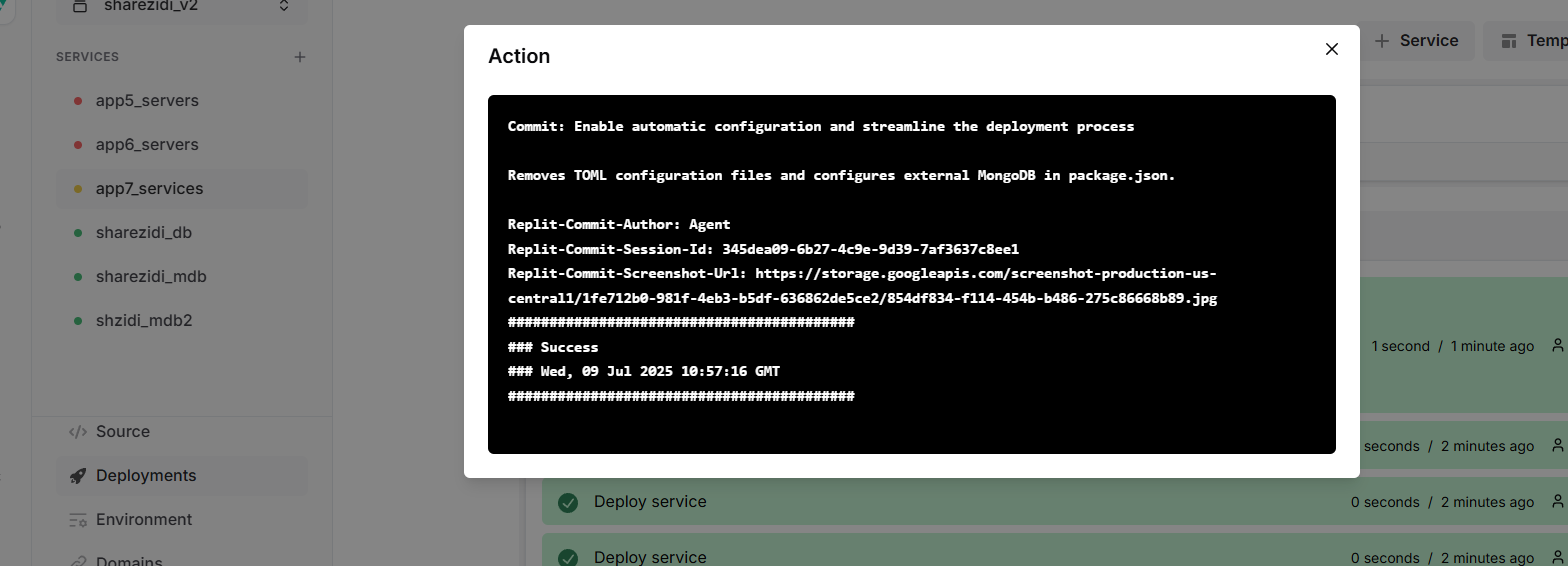 sharezidi_v2
SERVICES
app5_servers
app6_servers
app7_services
sharezidi_db
sharezidi_mdb
shzidi_mdb2
Source
Deployments
Environment
Domains
Action
Commit: Enable automatic configuration and streamline the deployment process
Removes TOML configuration files and configures external MongoDB in package.json.
Replit-Commit-Author: Agent
Replit-Commit-Session-Id: 345dea09-6b27-4c9e-9d39-7af3637c8ee1
Replit-Commit-Screenshot-Url: https://storage.googleapis.com/screenshot-production-us-
central1/1fe712b0-981f-4eb3-b5df-636862de5ce2/854df834-f114-454b-b486-275c86668b89.jpg
##########################################
### Success
### Wed, 09 Jul 2025 10:57:16 GMT
##########################################
Service
Temp
1 second / 1 minute ago
seconds / 2 minutes ago
Deploy service
0 seconds / 2 minutes ago
Deploy service
0 seconds / 2 minutes ago